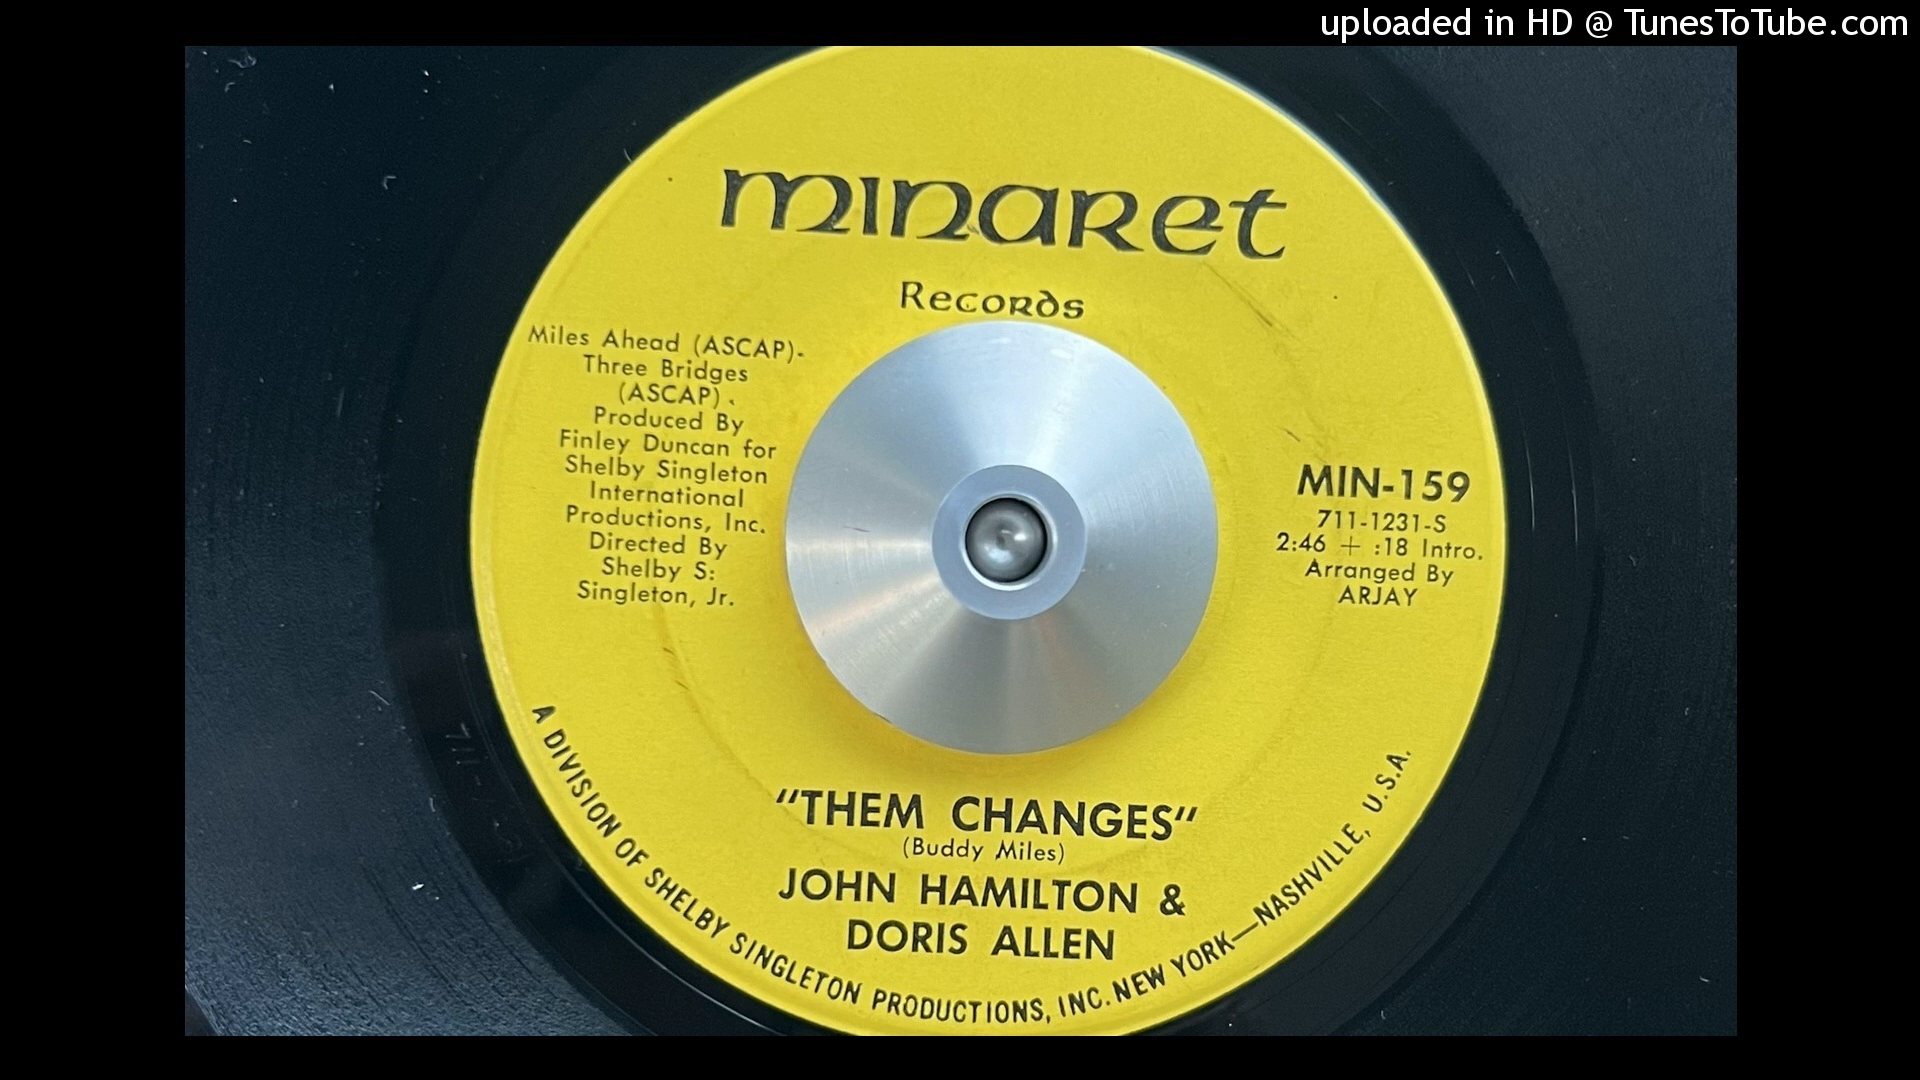 uploaded in HD @ TunesToTube.com
minaret
Records
Miles Ahead (ASCAP)-
Three Bridges
(ASCAP).
Produced By
Finley Duncan for
Shelby Singleton
International
Productions, Inc.
Directed By
Shelby S:
Singleton, Jr.
MIN-159
711-1231-S
2:46 + :18 Intro.
Arranged By
ARJAY
"THEM CHANGES"
(Buddy Miles)
JOHN HAMILTON &
DORIS ALLEN
A DIVISION OF SHELBY SINGLETON PRODUCTIONS, INC. NEW YORK—NASHVILLE, U.S.A.